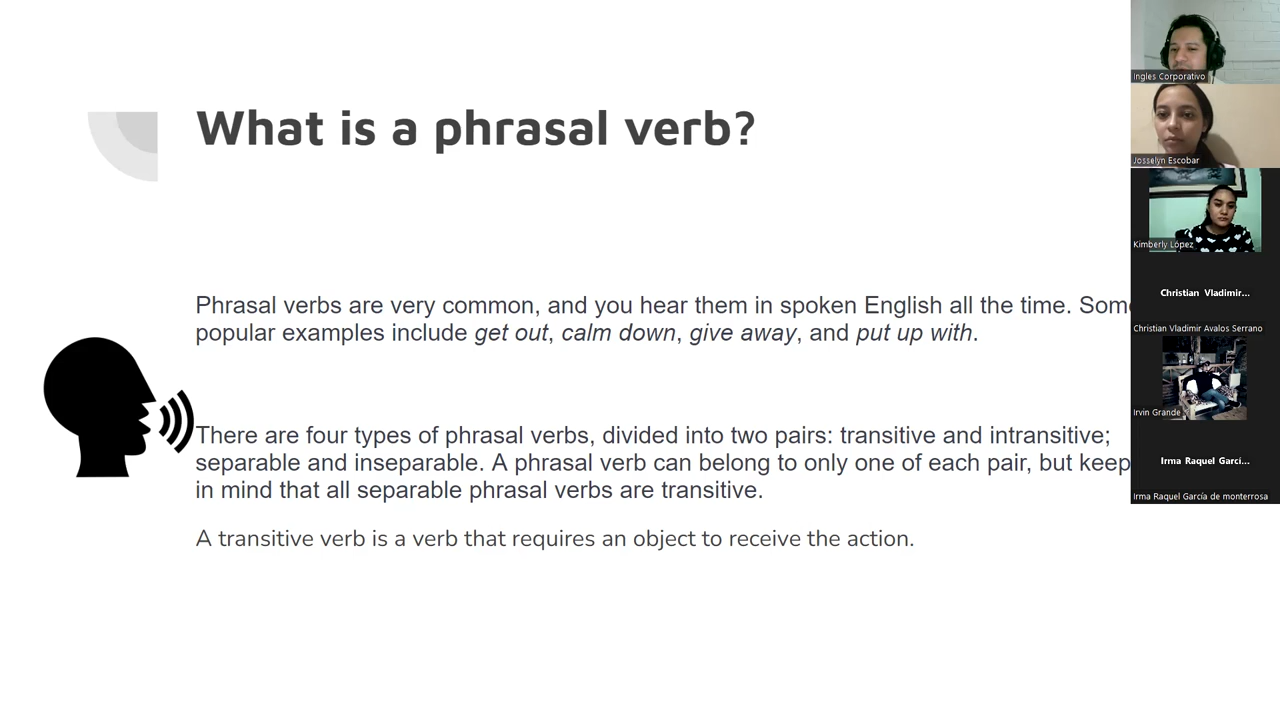 What is a phrasal verb?
Phrasal verbs are very common, and you hear them in spoken English all the time. Some
popular examples include get out, calm down, give away, and put up with.
There are four types of phrasal verbs, divided into two pairs: transitive and intransitive;
separable and inseparable. A phrasal verb can belong to only one of each pair, but keep
in mind that all separable phrasal verbs are transitive.
A transitive verb is a verb that requires an object to receive the action.
Ingles Corporativo
Josselyn Escobar
Kimberly López
Christian Vladimir...
Christian Vladimir Avalos Serrano
Irvin Grande
Irma Raquel Garcí...
Irma Raquel García de monterrosa